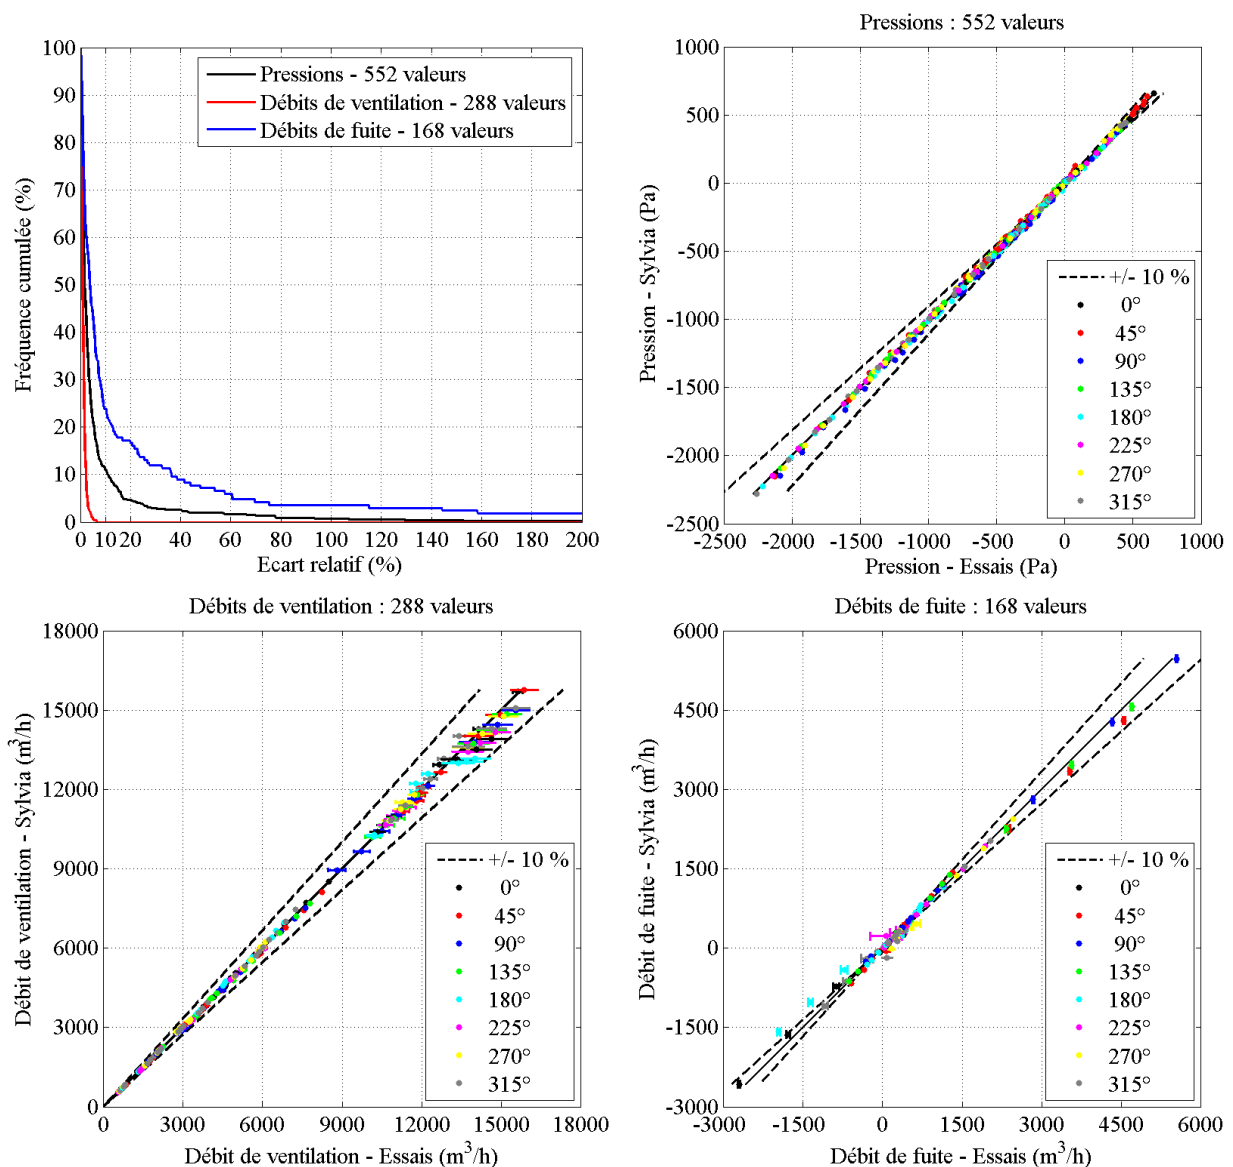 100
90
80
70
60
50
40
30
20
10
0
Fréquence cumulée (%)
Pressions - 552 valeurs
Débits de ventilation - 288 valeurs
Débits de fuite - 168 valeurs
0 10 20 40 60 80 100 120 140 160 180 200
Ecart relatif (%)
Pressions : 552 valeurs
1000
500
0
-500
-1000
-1500
-2000
-2500
Pression - Sylvia (Pa)
+/- 10 %
0°
45°
90°
135°
180°
225°
270°
315°
-2500 -2000 -1500 -1000 -500 0 500 1000
Pression - Essais (Pa)
Débits de ventilation : 288 valeurs
18000
15000
12000
9000
6000
3000
0
Débit de ventilation - Sylvia (m³/h)
+/- 10 %
0°
45°
90°
135°
180°
225°
270°
315°
0 3000 6000 9000 12000 15000 18000
Débit de ventilation - Essais (m³/h)
Débits de fuite : 168 valeurs
6000
4500
3000
1500
0
-1500
-3000
Débit de fuite - Sylvia (m³/h)
+/- 10 %
0°
45°
90°
135°
180°
225°
270°
315°
-3000 -1500 0 1500 3000 4500 6000
Débit de fuite - Essais (m³/h)